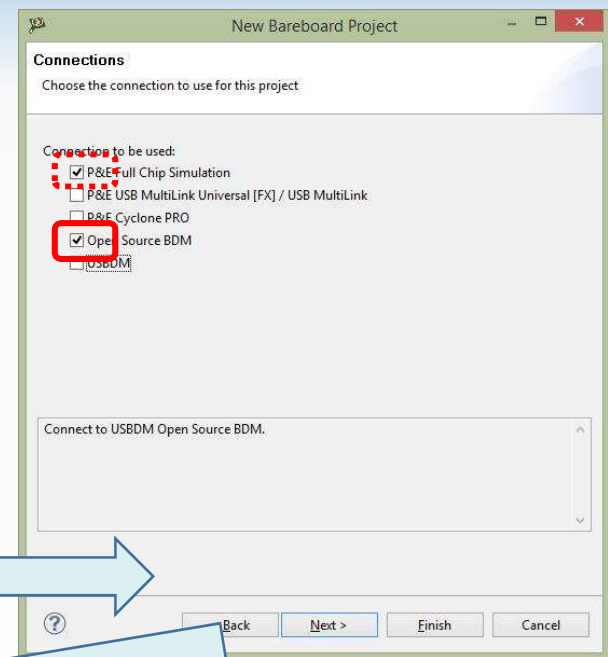 New Bareboard Project
Connections
Choose the connection to use for this project
Connection to be used:
P&E Full Chip Simulation
P&E USB MultiLink Universal [FX] / USB MultiLink
P&E Cyclone PRO
Open Source BDM
USBDM
Connect to USBDM Open Source BDM.
Back
Next >
Finish
Cancel